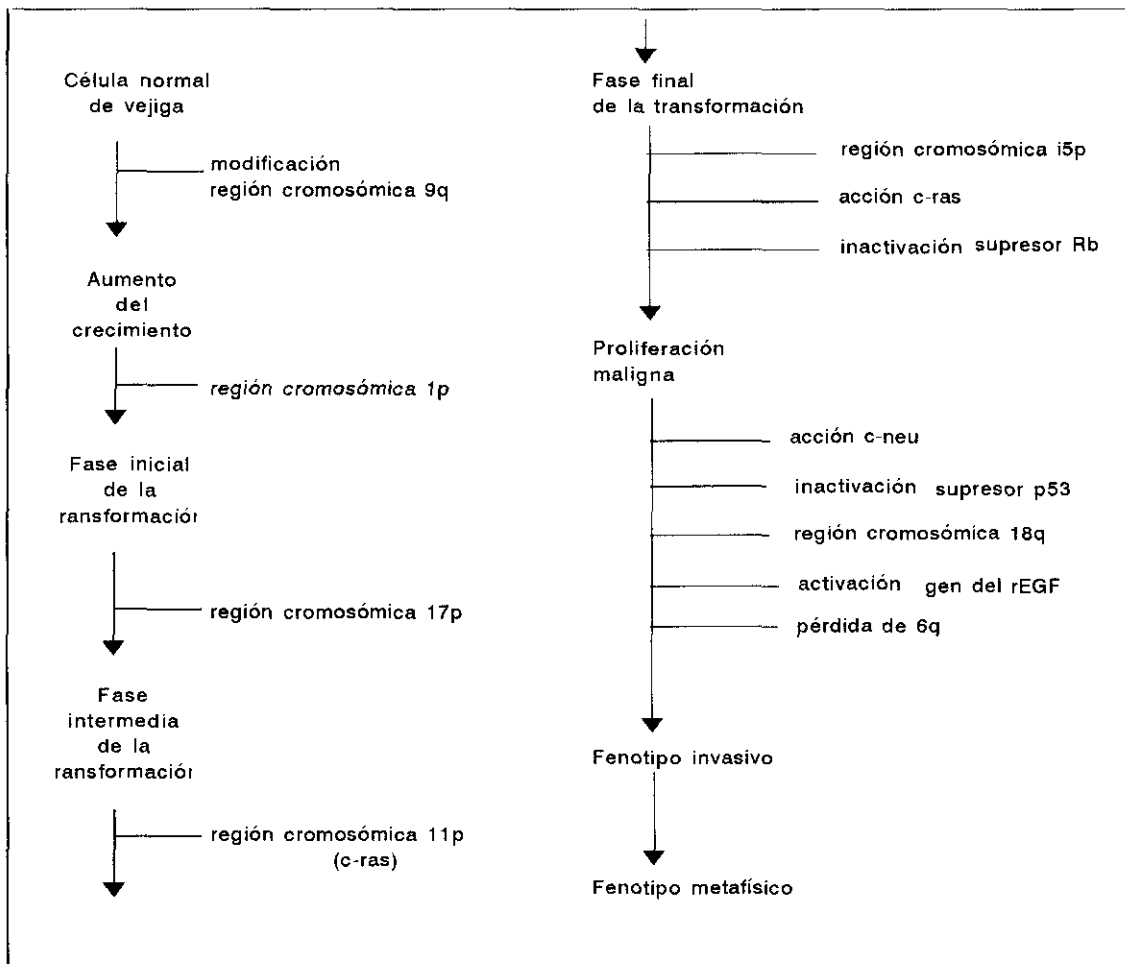 Célula normal
de vejiga
modificación
región cromosómica 9q
Aumento
del
crecimiento
región cromosómica 1p
Fase inicial
de la
ransformación
región cromosómica 17p
Fase
intermedia
de la
ransformación
región cromosómica 11p
(c-ras)
Fase final
de la transformación
región cromosómica i5p
acción c-ras
inactivación supresor Rb
Proliferación
maligna
acción c-neu
inactivación supresor p53
región cromosómica 18q
activación gen del rEGF
pérdida de 6q
Fenotipo invasivo
Fenotipo metafísico